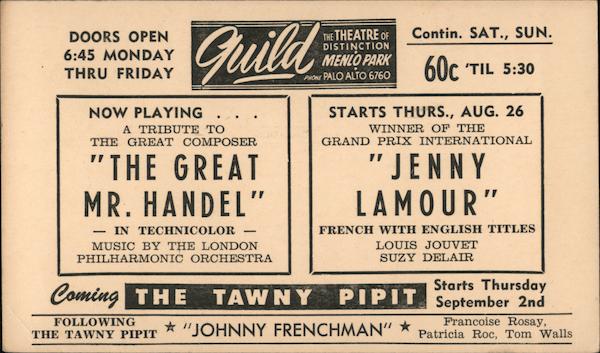 DOORS OPEN
6:45 MONDAY
THRU FRIDAY
Guild
THE THEATRE OF
DISTINCTION
MENLO PARK
PHONE PALO ALTO 6760
Contin. SAT., SUN.
60c 'TIL 5:30
NOW PLAYING . . .
A TRIBUTE TO
THE GREAT COMPOSER
"THE GREAT
MR. HANDEL"
— IN TECHNICOLOR —
MUSIC BY THE LONDON
PHILHARMONIC ORCHESTRA
STARTS THURS., AUG. 26
WINNER OF THE
GRAND PRIX INTERNATIONAL
"JENNY
LAMOUR"
FRENCH WITH ENGLISH TITLES
LOUIS JOUVET
SUZY DELAIR
Coming THE TAWNY PIPIT
Starts Thursday
September 2nd
FOLLOWING
THE TAWNY PIPIT
★ "JOHNNY FRENCHMAN" ★
Francoise Rosay,
Patricia Roc, Tom Walls